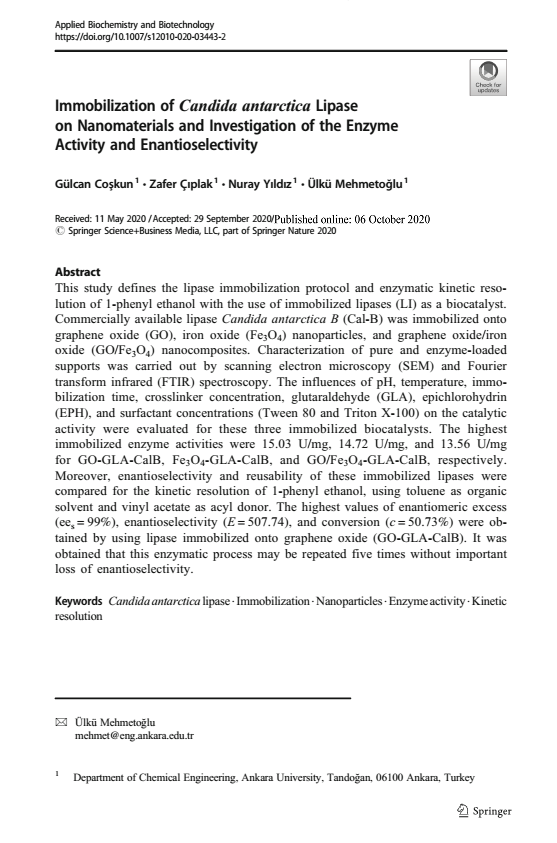 Applied Biochemistry and Biotechnology
https://doi.org/10.1007/s12010-020-03443-2
Check for
updates
Immobilization of Candida antarctica Lipase
on Nanomaterials and Investigation of the Enzyme
Activity and Enantioselectivity
Gülcan Coşkun¹ · Zafer Çıplak¹ · Nuray Yıldız¹ · Ülkü Mehmetoğlu¹
Received: 11 May 2020 / Accepted: 29 September 2020/Published online: 06 October 2020
© Springer Science+Business Media, LLC, part of Springer Nature 2020
Abstract
This study defines the lipase immobilization protocol and enzymatic kinetic reso-
lution of 1-phenyl ethanol with the use of immobilized lipases (LI) as a biocatalyst.
Commercially available lipase Candida antarctica B (Cal-B) was immobilized onto
graphene oxide (GO), iron oxide (Fe₃O₄) nanoparticles, and graphene oxide/iron
oxide (GO/Fe₃O₄) nanocomposites. Characterization of pure and enzyme-loaded
supports was carried out by scanning electron microscopy (SEM) and Fourier
transform infrared (FTIR) spectroscopy. The influences of pH, temperature, immo-
bilization time, crosslinker concentration, glutaraldehyde (GLA), epichlorohydrin
(EPH), and surfactant concentrations (Tween 80 and Triton X-100) on the catalytic
activity were evaluated for these three immobilized biocatalysts. The highest
immobilized enzyme activities were 15.03 U/mg, 14.72 U/mg, and 13.56 U/mg
for GO-GLA-CalB, Fe₃O₄-GLA-CalB, and GO/Fe₃O₄-GLA-CalB, respectively.
Moreover, enantioselectivity and reusability of these immobilized lipases were
compared for the kinetic resolution of 1-phenyl ethanol, using toluene as organic
solvent and vinyl acetate as acyl donor. The highest values of enantiomeric excess
(eeₛ = 99%), enantioselectivity (E = 507.74), and conversion (c = 50.73%) were ob-
tained by using lipase immobilized onto graphene oxide (GO-GLA-CalB). It was
obtained that this enzymatic process may be repeated five times without important
loss of enantioselectivity.
Keywords Candida antarctica lipase · Immobilization · Nanoparticles · Enzyme activity · Kinetic
resolution
Ülkü Mehmetoğlu
mehmet@eng.ankara.edu.tr
¹ Department of Chemical Engineering, Ankara University, Tandoğan, 06100 Ankara, Turkey
Springer